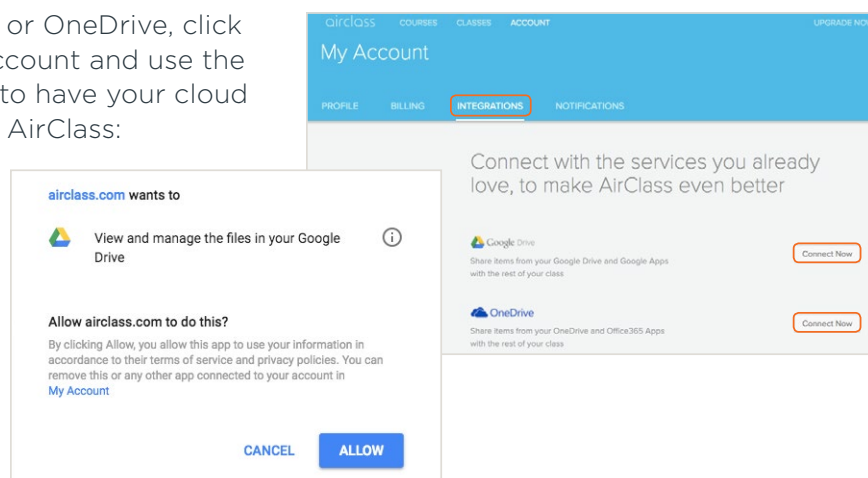 or OneDrive, click
ccount and use the
to have your cloud
AirClass:
airclass COURSES CLASSES ACCOUNT
My Account
PROFILE BILLING INTEGRATIONS NOTIFICATIONS
Connect with the services you already
love, to make AirClass even better
Google Drive
Share items from your Google Drive and Google Apps
with the rest of your class
Connect Now
OneDrive
Share items from your OneDrive and Office365 Apps
with the rest of your class
Connect Now
UPGRADE NOW
airclass.com wants to
View and manage the files in your Google
Drive
Allow airclass.com to do this?
By clicking Allow, you allow this app to use your information in
accordance to their terms of service and privacy policies. You can
remove this or any other app connected to your account in
My Account
CANCEL ALLOW